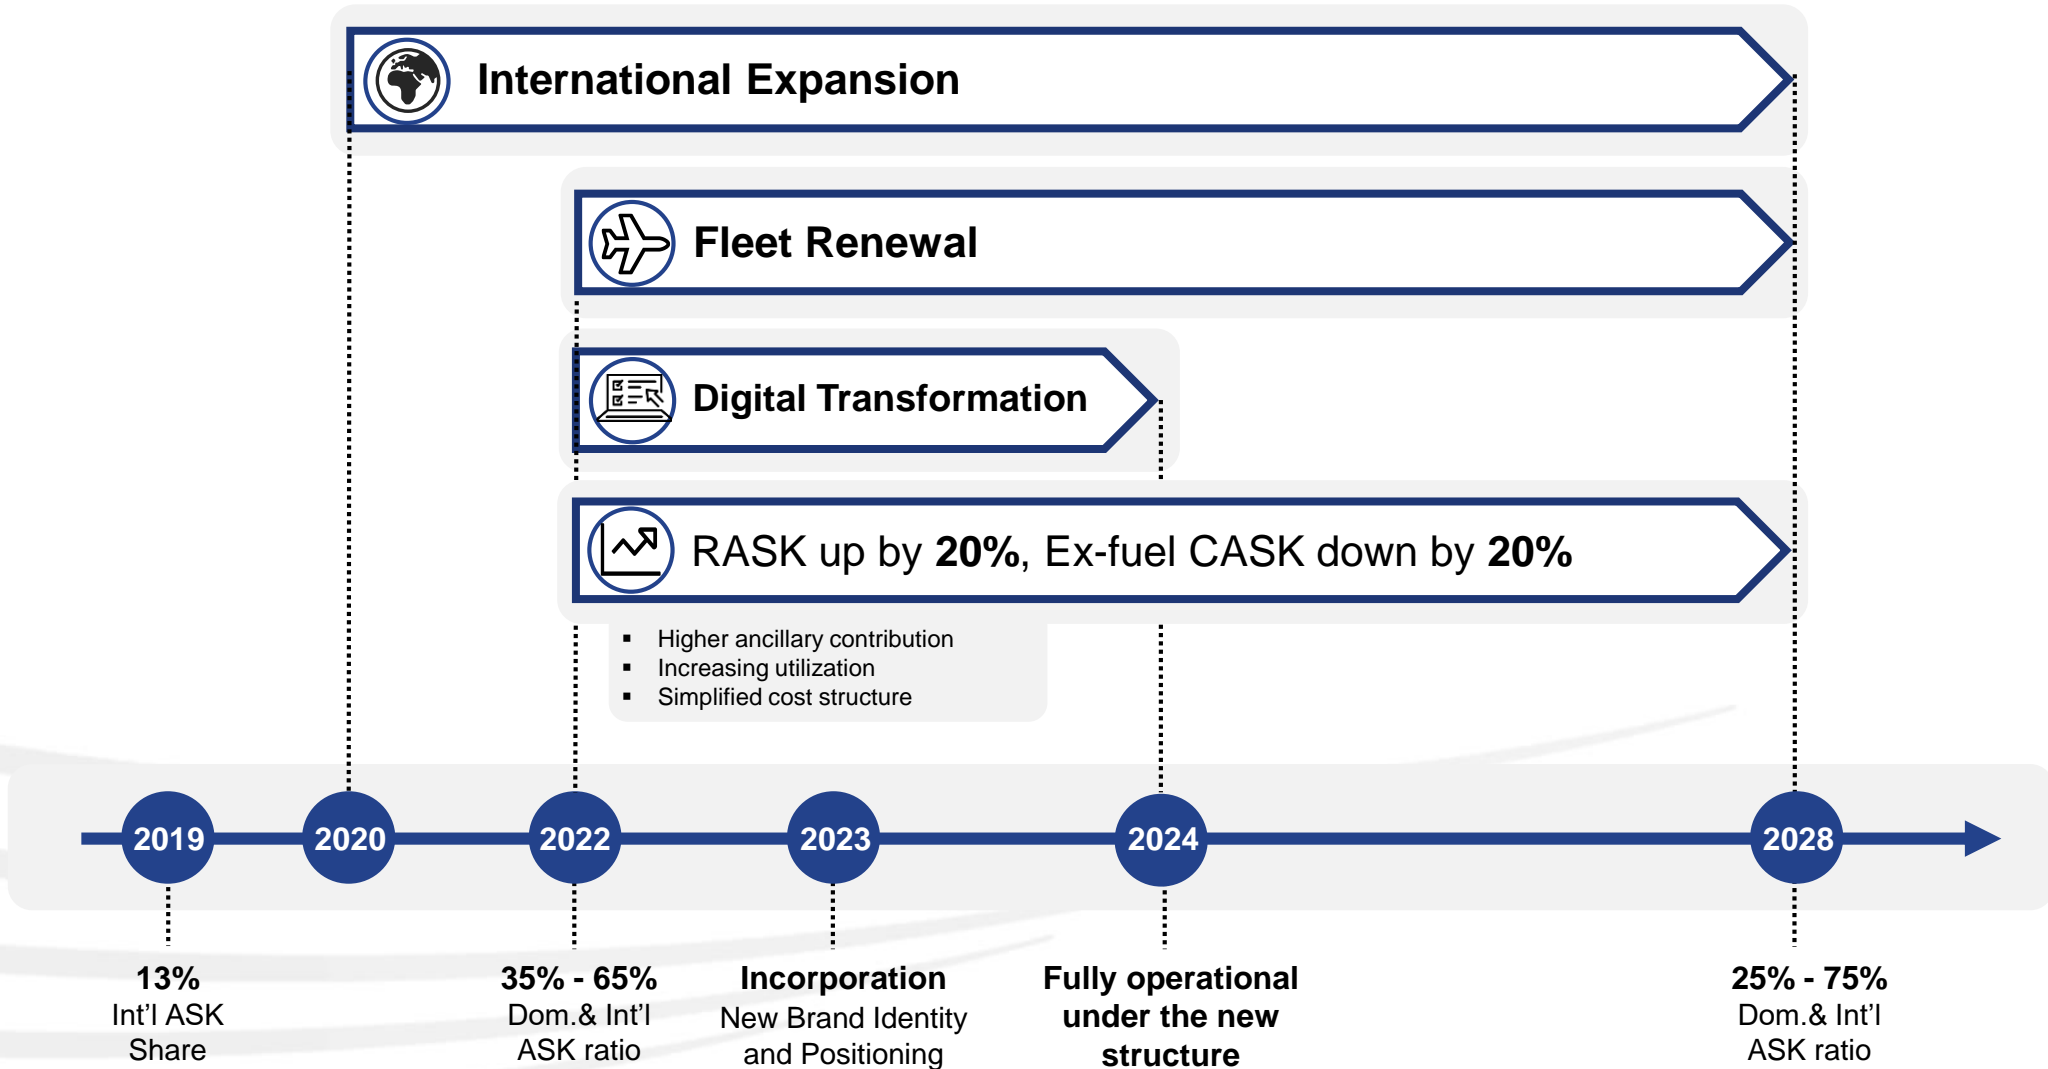 International Expansion
Fleet Renewal
Digital Transformation
RASK up by 20%, Ex-fuel CASK down by 20%
▪ Higher ancillary contribution
▪ Increasing utilization
▪ Simplified cost structure
2019
2020
2022
2023
2024
2028
13%
Int’l ASK
Share
35% - 65%
Dom.& Int’l
ASK ratio
Incorporation
New Brand Identity
and Positioning
Fully operational
under the new
structure
25% - 75%
Dom.& Int’l
ASK ratio